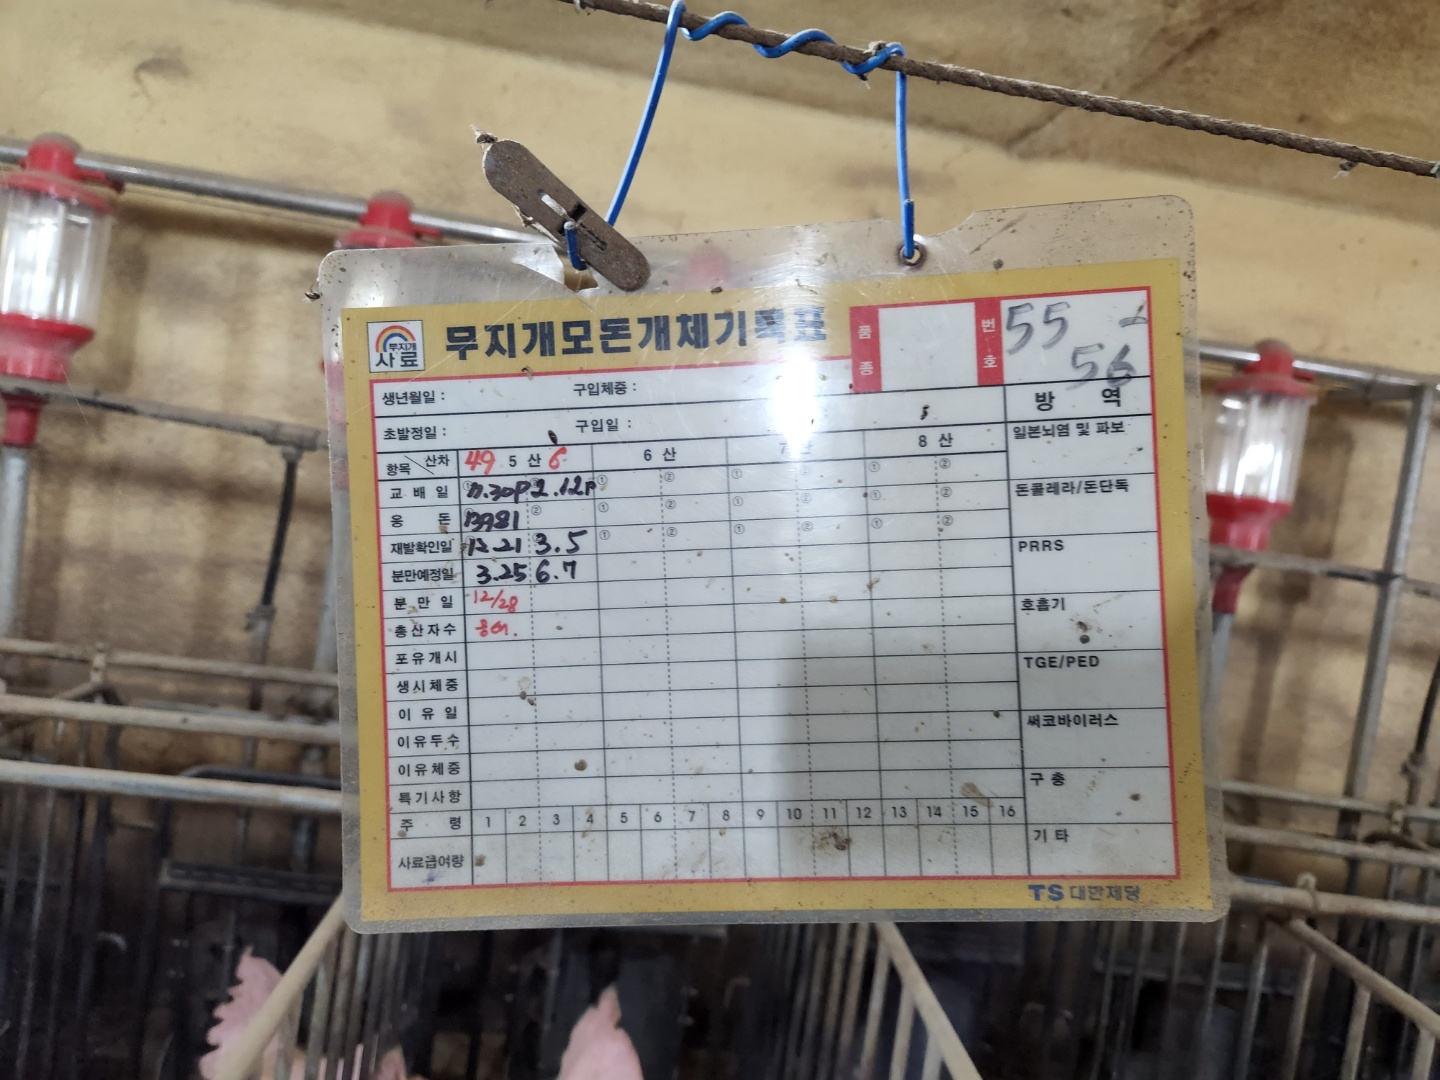 무지개
사료
무지개모돈개체기록표
품종
번호
55 -
56
생년월일 : 구입체중 :
방 역
초발정일 : 구입일 :
일본뇌염 및 파보
항목 산차 49 5 산 6 6 산 7 산 8 산
교 배 일 ① 11.30P 2.12P ① ② ① ② ① ②
돈콜레라/돈단독
웅 돈 B981 ② ① ② ① ② ① ②
재발확인일 12.21 3.5 ① ② ① ② ① ②
PRRS
분만예정일 3.25 6.7
분 만 일 12/28
호흡기
총산자수
포유개시
TGE/PED
생시체중
이 유 일
써코바이러스
이유두수
이유체중
구 충
특기사항
주 령 1 2 3 4 5 6 7 8 9 10 11 12 13 14 15 16
기 타
사료급여량
TS 대한제당